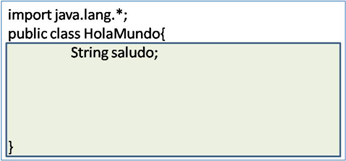 import java.lang.*;
public class HolaMundo{
String saludo;
}